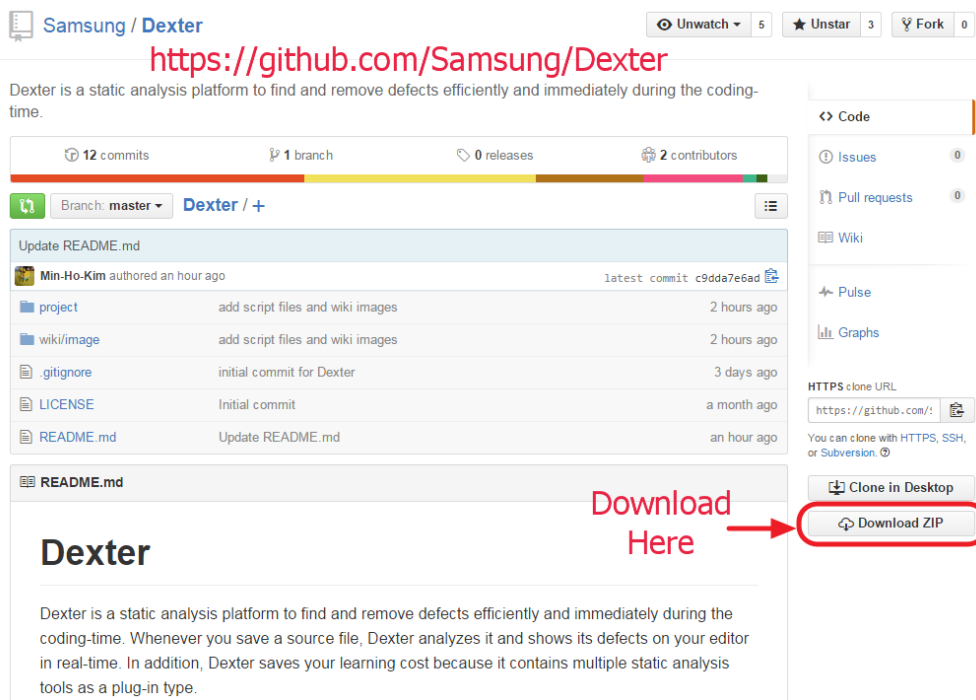 Samsung / Dexter
Unwatch 5
Unstar 3
Fork 0
https://github.com/Samsung/Dexter
Dexter is a static analysis platform to find and remove defects efficiently and immediately during the coding-
time.
12 commits
1 branch
0 releases
2 contributors
Branch: master
Dexter / +
Update README.md
Min-Ho-Kim authored an hour ago
latest commit c9dda7e6ad
project add script files and wiki images 2 hours ago
wiki/image add script files and wiki images 2 hours ago
.gitignore initial commit for Dexter 3 days ago
LICENSE Initial commit a month ago
README.md Update README.md an hour ago
README.md
Dexter
Dexter is a static analysis platform to find and remove defects efficiently and immediately during the
coding-time. Whenever you save a source file, Dexter analyzes it and shows its defects on your editor
in real-time. In addition, Dexter saves your learning cost because it contains multiple static analysis
tools as a plug-in type.
<> Code
Issues 0
Pull requests 0
Wiki
Pulse
Graphs
HTTPS clone URL
https://github.com/
You can clone with HTTPS, SSH,
or Subversion.
Clone in Desktop
Download ZIP
Download
Here